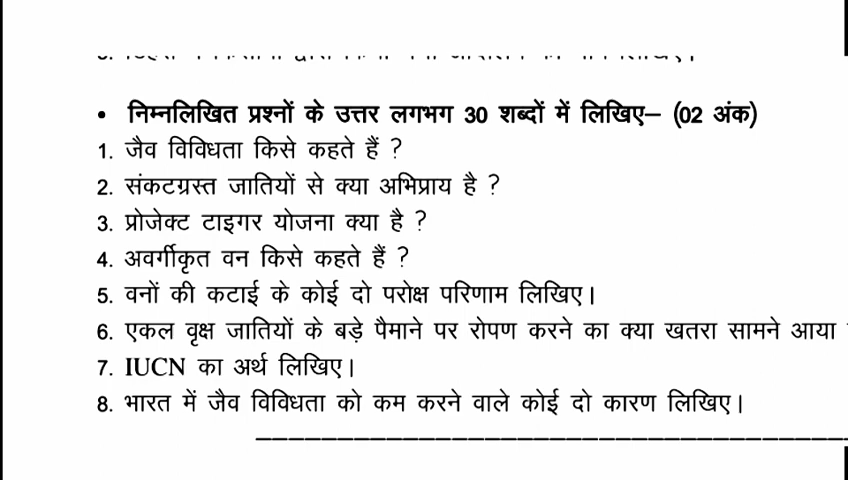 • निम्नलिखित प्रश्नों के उत्तर लगभग 30 शब्दों में लिखिए– (02 अंक)
1. जैव विविधता किसे कहते हैं ?
2. संकटग्रस्त जातियों से क्या अभिप्राय है ?
3. प्रोजेक्ट टाइगर योजना क्या है ?
4. अवर्गीकृत वन किसे कहते हैं ?
5. वनों की कटाई के कोई दो परोक्ष परिणाम लिखिए।
6. एकल वृक्ष जातियों के बड़े पैमाने पर रोपण करने का क्या खतरा सामने आया
7. IUCN का अर्थ लिखिए।
8. भारत में जैव विविधता को कम करने वाले कोई दो कारण लिखिए।